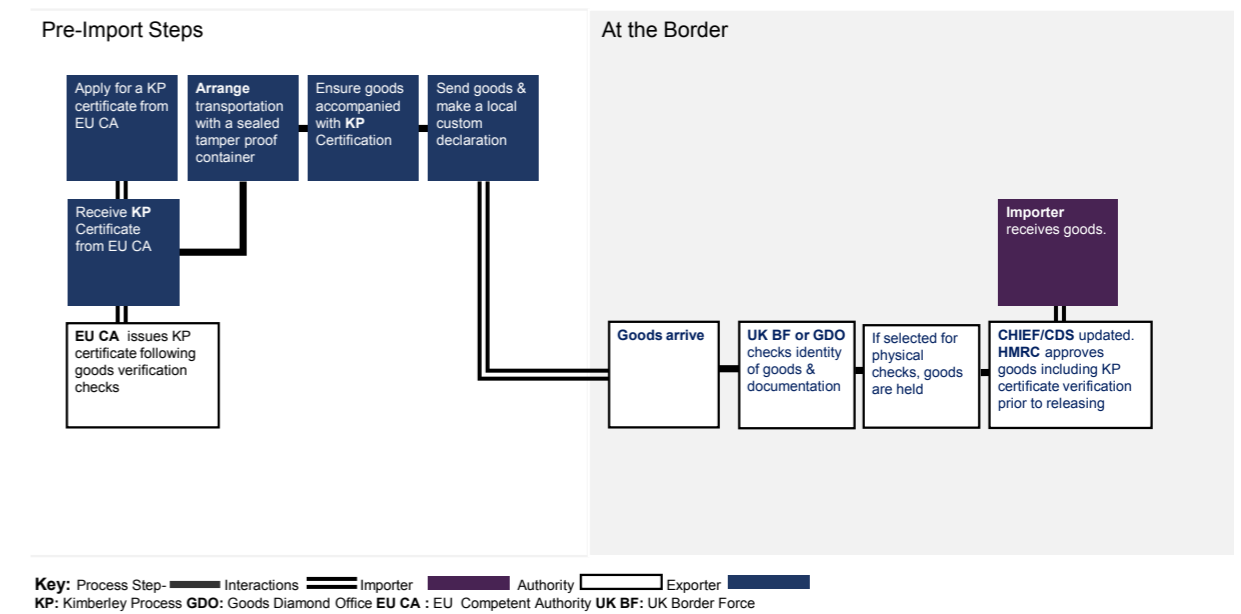 Pre-Import Steps
Apply for a KP
certificate from
EU CA
Arrange
transportation
with a sealed
tamper proof
container
Ensure goods
accompanied
with KP
Certification
Send goods &
make a local
custom
declaration
Receive KP
Certificate
from EU CA
EU CA issues KP
certificate following
goods verification
checks
At the Border
Importer
receives goods.
Goods arrive
UK BF or GDO
checks identity
of goods &
documentation
If selected for
physical
checks, goods
are held
CHIEF/CDS updated.
HMRC approves
goods including KP
certificate verification
prior to releasing
Key: Process Step- Interactions Importer Authority Exporter
KP: Kimberley Process GDO: Goods Diamond Office EU CA : EU Competent Authority UK BF: UK Border Force